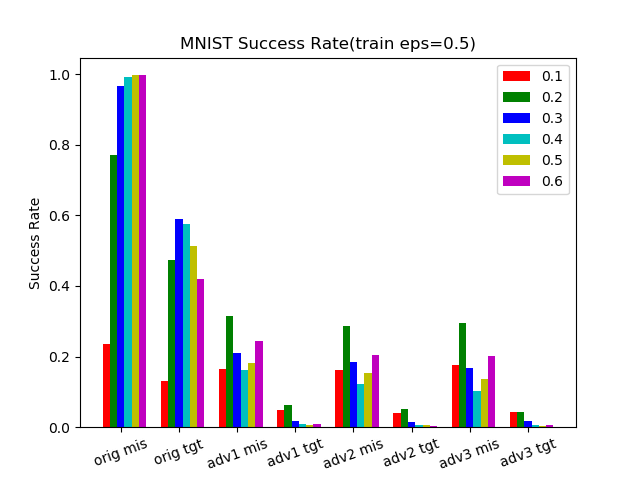 MNIST Success Rate(train eps=0.5)
1.0
0.8
0.6
0.4
0.2
0.0
Success Rate
0.1
0.2
0.3
0.4
0.5
0.6
orig mis
orig tgt
adv1 mis
adv1 tgt
adv2 mis
adv2 tgt
adv3 mis
adv3 tgt